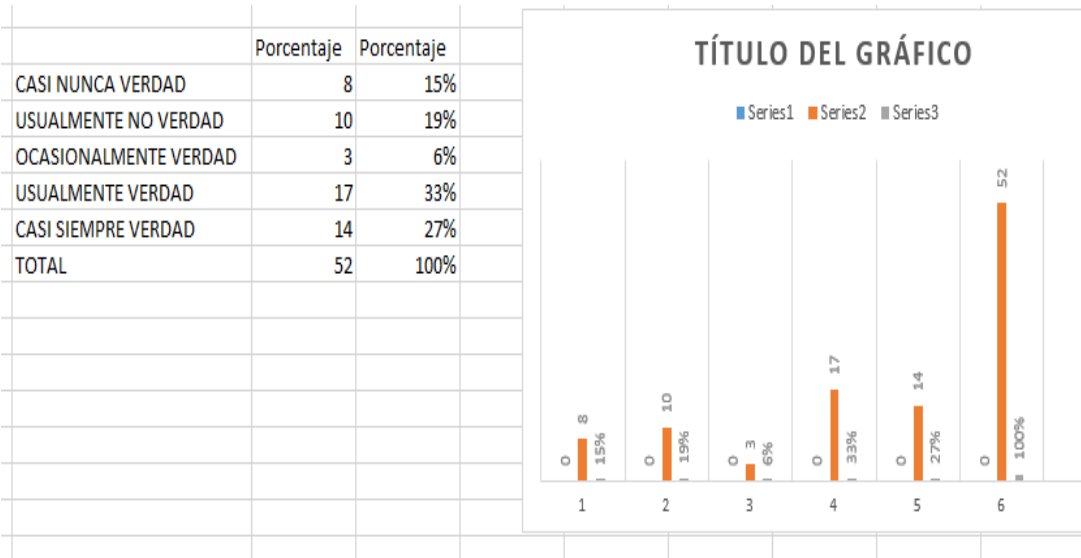 Porcentaje Porcentaje
CASI NUNCA VERDAD 8 15%
USUALMENTE NO VERDAD 10 19%
OCASIONALMENTE VERDAD 3 6%
USUALMENTE VERDAD 17 33%
CASI SIEMPRE VERDAD 14 27%
TOTAL 52 100%
TÍTULO DEL GRÁFICO
Series1 Series2 Series3
0 8 15%
0 10 19%
0 3 6%
0 17 33%
0 14 27%
0 52 100%
1 2 3 4 5 6